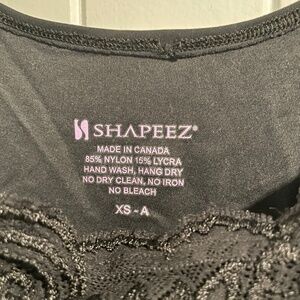 SHAPEEZ®
MADE IN CANADA
85% NYLON 15% LYCRA
HAND WASH, HANG DRY
NO DRY CLEAN, NO IRON
NO BLEACH
XS - A